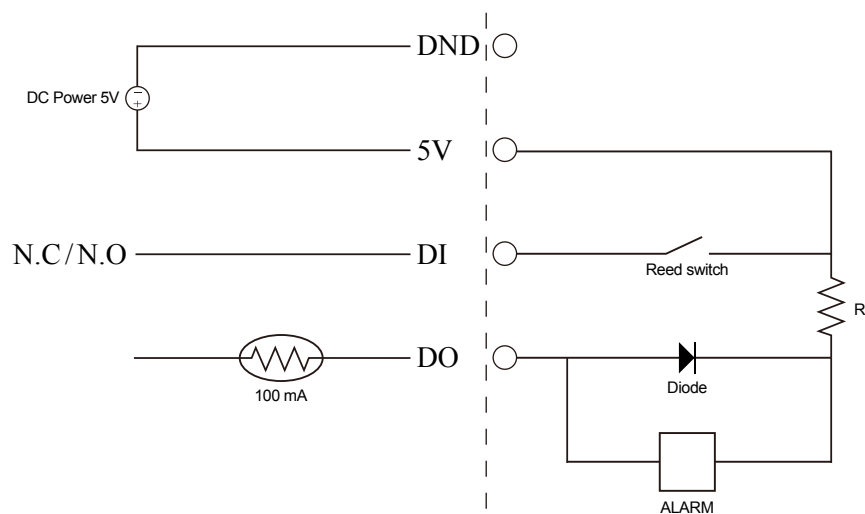 DND
DC Power 5V
5V
N.C/N.O
DI
Reed switch
R
DO
100 mA
Diode
ALARM